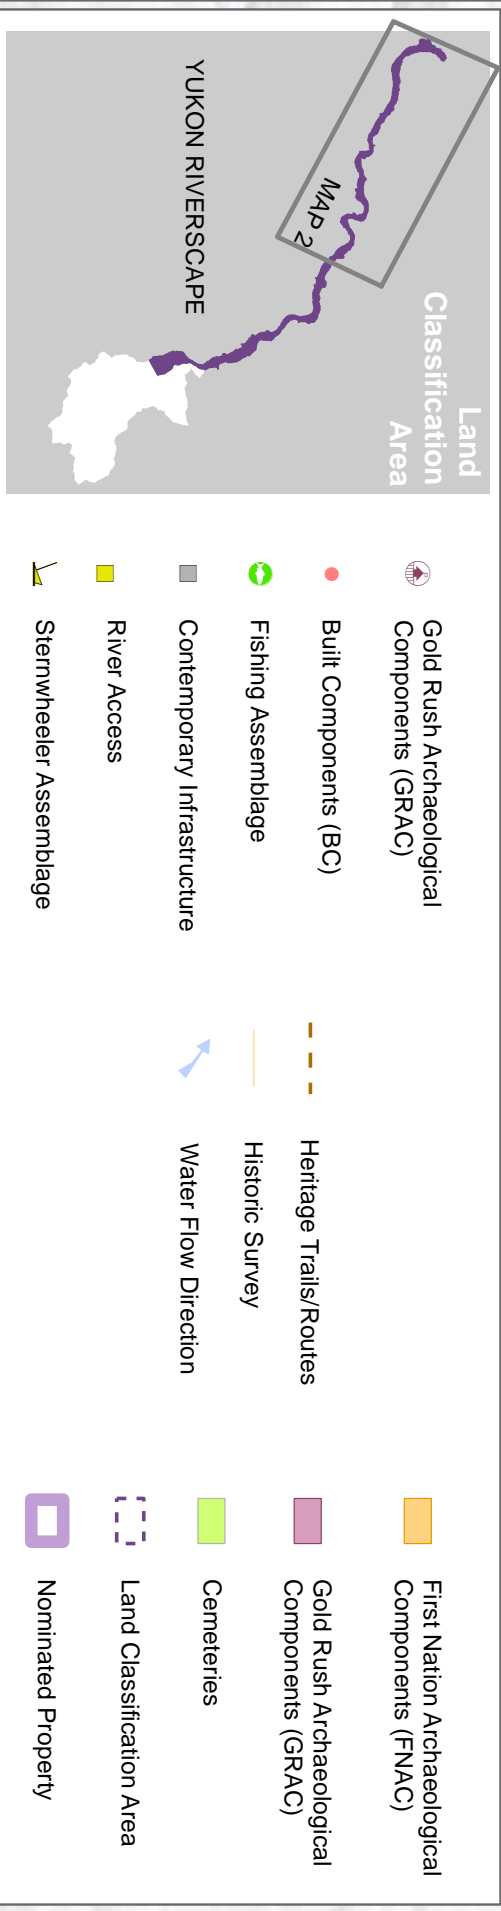 Land
Classification
Area
MAP 2
YUKON RIVERSCAPE
Gold Rush Archaeological
Components (GRAC)
Built Components (BC)
Fishing Assemblage
Contemporary Infrastructure
River Access
Sternwheeler Assemblage
Heritage Trails/Routes
Historic Survey
Water Flow Direction
First Nation Archaeological
Components (FNAC)
Gold Rush Archaeological
Components (GRAC)
Cemeteries
Land Classification Area
Nominated Property